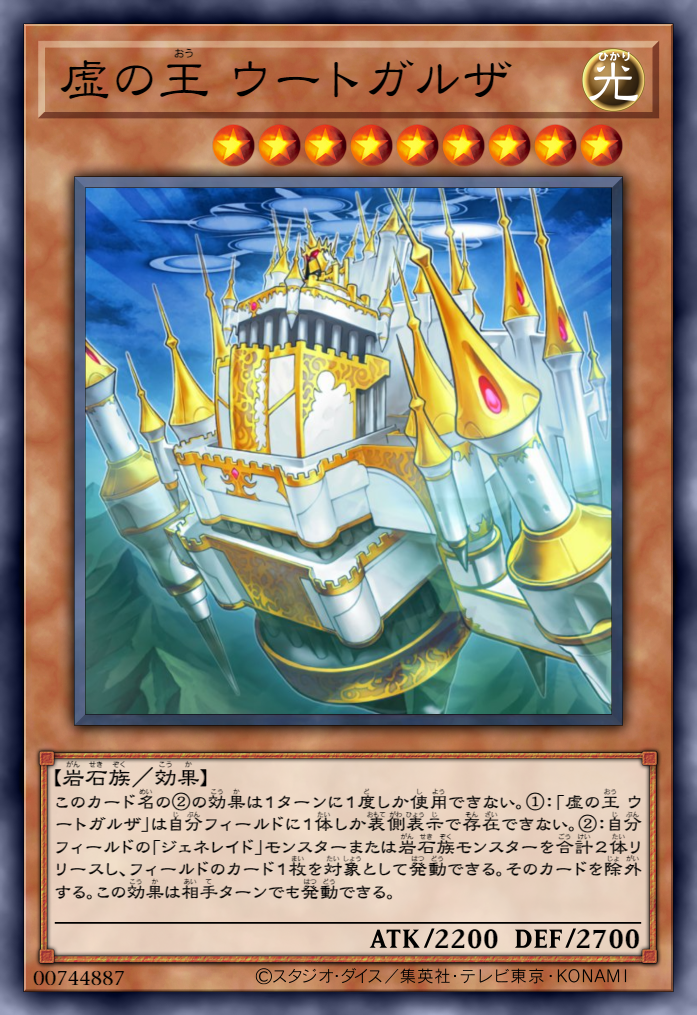 虚の王 ウートガルザ
光
【岩石族／効果】
このカード名の②の効果は1ターンに1度しか使用できない。①:「虚の王 ウ
ートガルザ」は自分フィールドに1体しか表側表示で存在できない。②:自分
フィールドの「ジェネレイド」モンスターまたは岩石族モンスターを合計2体リ
リースし、フィールドのカード1枚を対象として発動できる。そのカードを除外
する。この効果は相手ターンでも発動できる。
ATK/2200 DEF/2700
00744887
©スタジオ・ダイス／集英社・テレビ東京・KONAMI